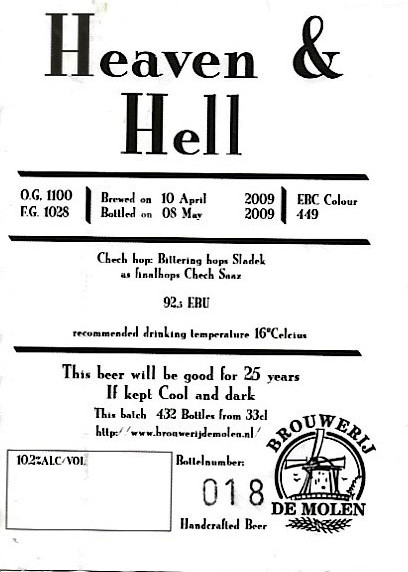 Heaven &
Hell
O.G. 1100
F.G. 1028
Brewed on 10 April 2009
Bottled on 08 May 2009
EBC Colour
449
Chech hop: Bittering hops Sladek
as finalhops Chech Saaz
92,5 EBU
recommended drinking temperature 16°Celcius
This beer will be good for 25 years
If kept Cool and dark
This batch 432 Bottles from 33cl
http://www.brouwerijdemolen.nl/
10,2%ALC/VOL
Bottelnumber:
018
Handcrafted Beer
BROUWERIJ
DE MOLEN